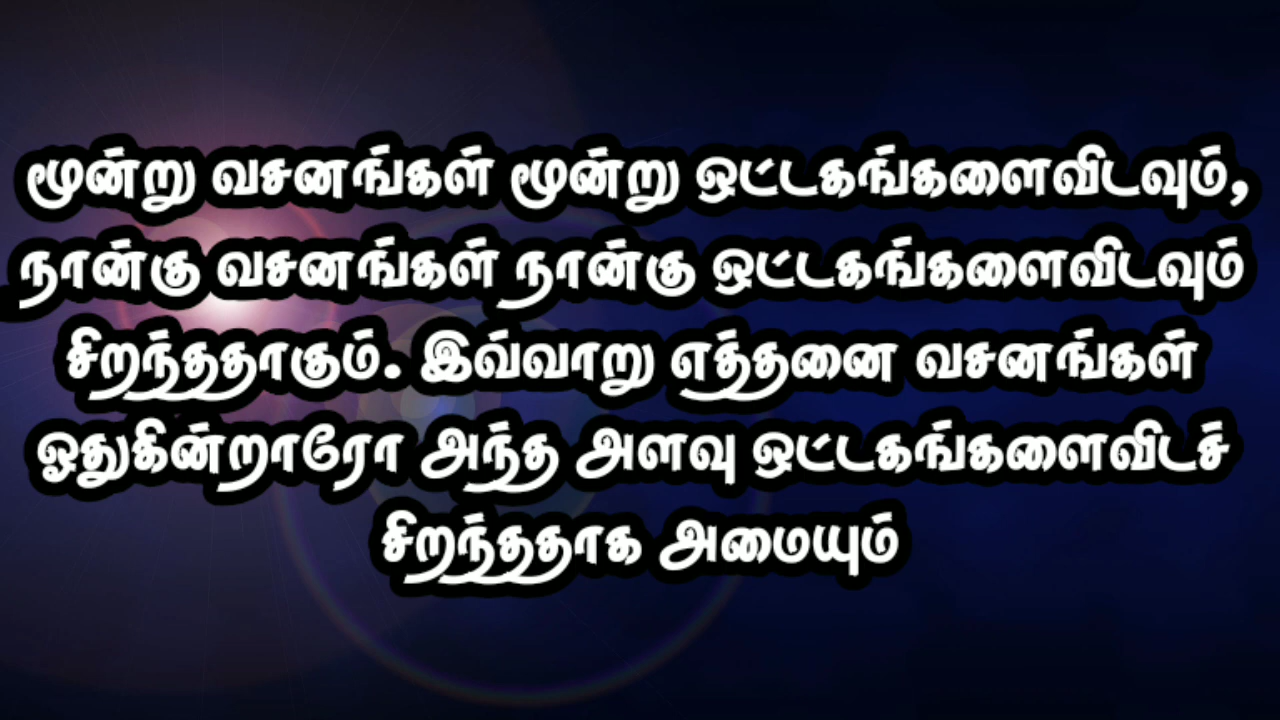 மூன்று வசனங்கள் மூன்று ஒட்டகங்களைவிடவும்,
நான்கு வசனங்கள் நான்கு ஒட்டகங்களைவிடவும்
சிறந்ததாகும். இவ்வாறு எத்தனை வசனங்கள்
ஓதுகின்றாரோ அந்த அளவு ஒட்டகங்களைவிடச்
சிறந்ததாக அமையும்